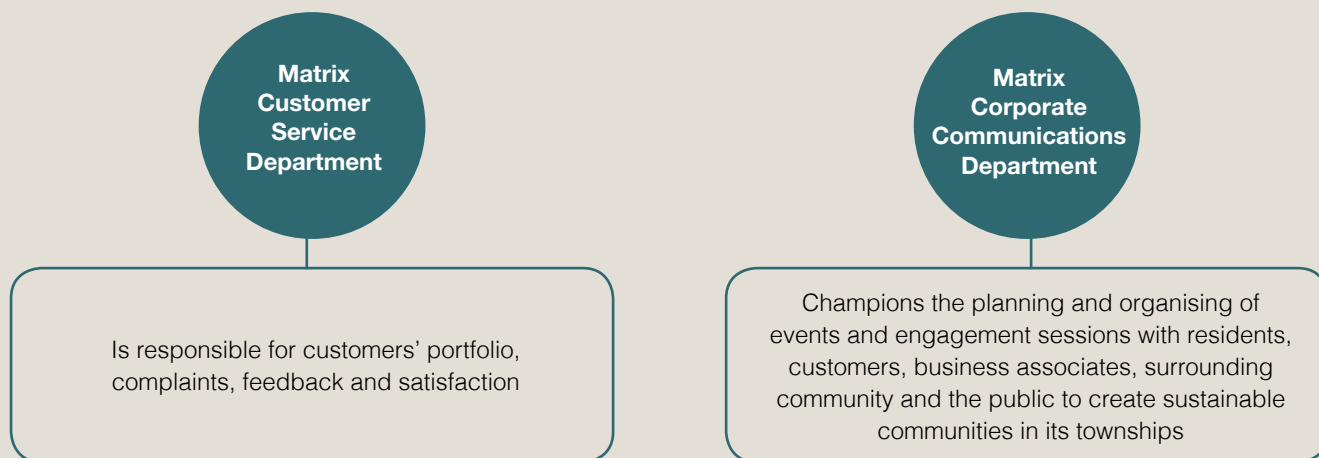 Matrix
Customer
Service
Department
Is responsible for customers’ portfolio,
complaints, feedback and satisfaction
Matrix
Corporate
Communications
Department
Champions the planning and organising of
events and engagement sessions with residents,
customers, business associates, surrounding
community and the public to create sustainable
communities in its townships